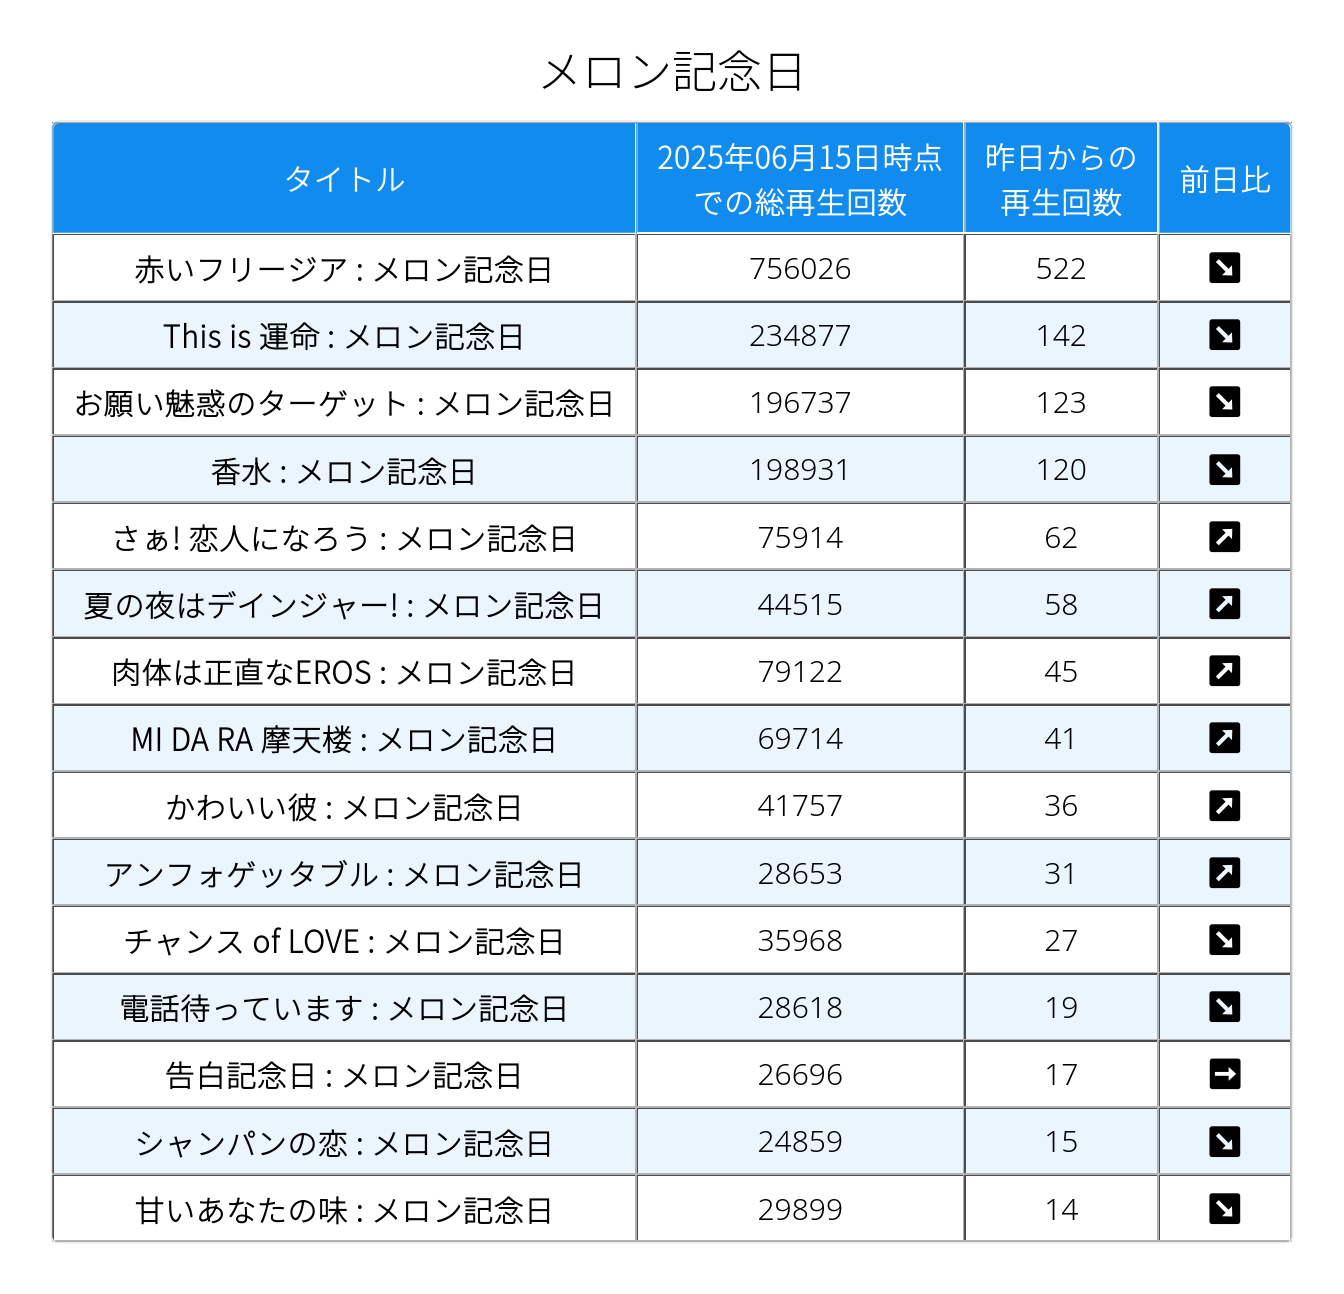 メロン記念日
タイトル 2025年06月15日時点での総再生回数 昨日からの再生回数 前日比
赤いフリージア : メロン記念日 756026 522 ↘
This is 運命 : メロン記念日 234877 142 ↘
お願い魅惑のターゲット : メロン記念日 196737 123 ↘
香水 : メロン記念日 198931 120 ↘
さぁ! 恋人になろう : メロン記念日 75914 62 ↗
夏の夜はデインジャー! : メロン記念日 44515 58 ↗
肉体は正直なEROS : メロン記念日 79122 45 ↗
MI DA RA 摩天楼 : メロン記念日 69714 41 ↗
かわいい彼 : メロン記念日 41757 36 ↗
アンフォゲッタブル : メロン記念日 28653 31 ↗
チャンス of LOVE : メロン記念日 35968 27 ↘
電話待っています : メロン記念日 28618 19 ↘
告白記念日 : メロン記念日 26696 17 →
シャンパンの恋 : メロン記念日 24859 15 ↘
甘いあなたの味 : メロン記念日 29899 14 ↘